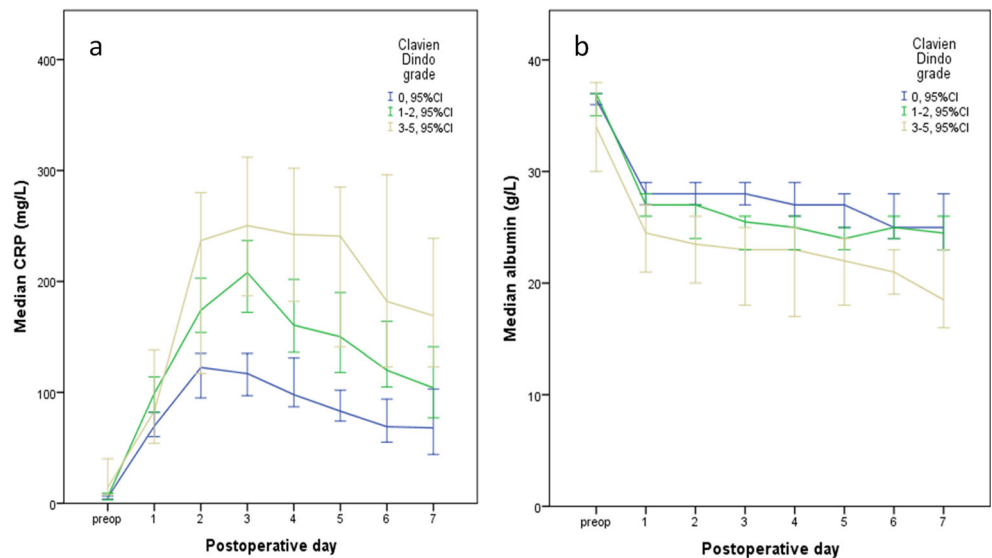 a
Clavien
Dindo
grade
0, 95%CI
1-2, 95%CI
3-5, 95%CI
Median CRP (mg/L)
400
300
200
100
0
preop 1 2 3 4 5 6 7
Postoperative day
b
Clavien
Dindo
grade
0, 95%CI
1-2, 95%CI
3-5, 95%CI
Median albumin (g/L)
40
30
20
10
0
preop 1 2 3 4 5 6 7
Postoperative day